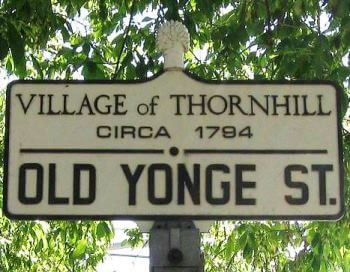 VILLAGE of THORNHILL
CIRCA 1794
OLD YONGE ST.